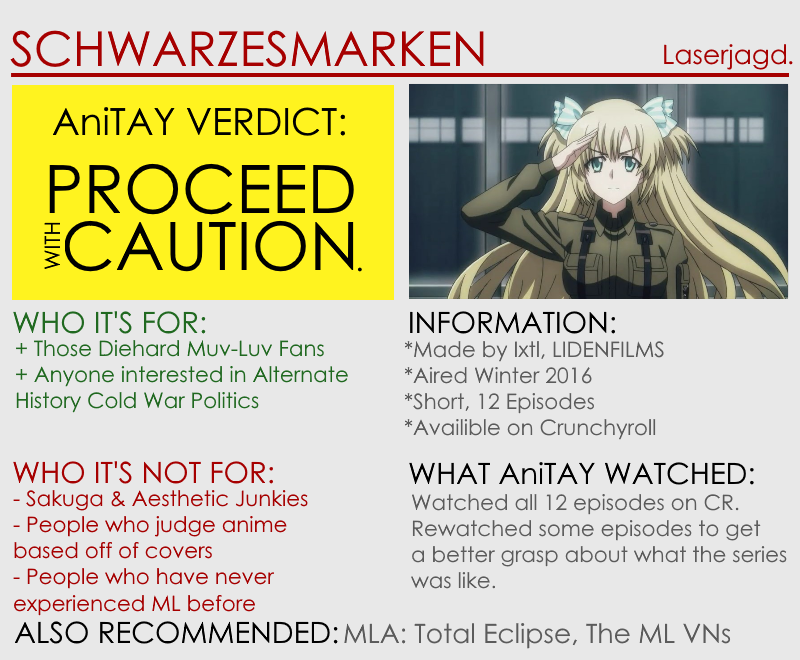 SCHWARZESMARKEN
Laserjagd.
AniTAY VERDICT:
PROCEED
WITH CAUTION.
WHO IT'S FOR:
+ Those Diehard Muv-Luv Fans
+ Anyone interested in Alternate
History Cold War Politics
INFORMATION:
*Made by Ixtl, LIDENFILMS
*Aired Winter 2016
*Short, 12 Episodes
*Availible on Crunchyroll
WHO IT'S NOT FOR:
- Sakuga & Aesthetic Junkies
- People who judge anime
based off of covers
- People who have never
experienced ML before
WHAT AniTAY WATCHED:
Watched all 12 episodes on CR.
Rewatched some episodes to get
a better grasp about what the series
was like.
ALSO RECOMMENDED: MLA: Total Eclipse, The ML VNs